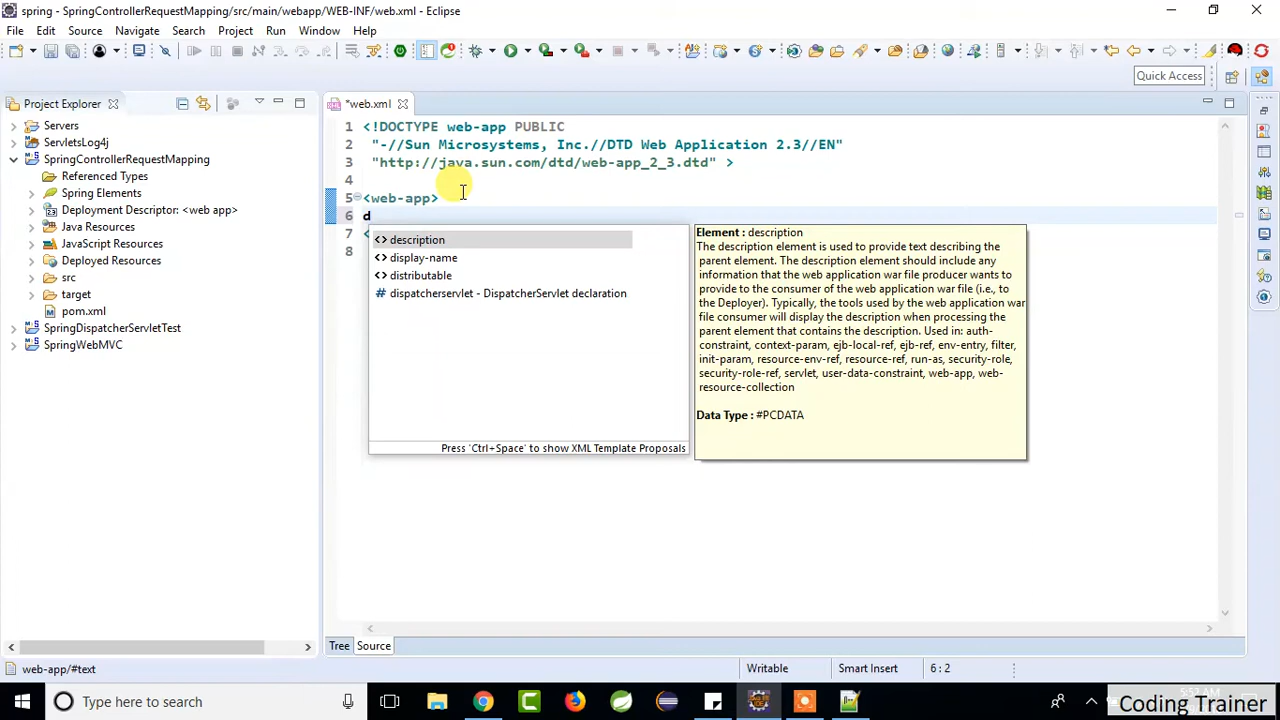 spring - SpringControllerRequestMapping/src/main/webapp/WEB-INF/web.xml - Eclipse
File Edit Source Navigate Search Project Run Window Help
Quick Access
Project Explorer
*web.xml
Servers
ServletsLog4j
SpringControllerRequestMapping
Referenced Types
Spring Elements
Deployment Descriptor: <web app>
Java Resources
JavaScript Resources
Deployed Resources
src
target
pom.xml
SpringDispatcherServletTest
SpringWebMVC
1 <!DOCTYPE web-app PUBLIC
2 "-//Sun Microsystems, Inc.//DTD Web Application 2.3//EN"
3 "http://java.sun.com/dtd/web-app_2_3.dtd" >
4
5 <web-app>
6 d
7 <
8
<> description
<> display-name
<> distributable
# dispatcherservlet - DispatcherServlet declaration
Press 'Ctrl+Space' to show XML Template Proposals
Element : description
The description element is used to provide text describing the
parent element. The description element should include any
information that the web application war file producer wants to
provide to the consumer of the web application war file (i.e., to
the Deployer). Typically, the tools used by the web application war
file consumer will display the description when processing the
parent element that contains the description. Used in: auth-
constraint, context-param, ejb-local-ref, ejb-ref, env-entry, filter,
init-param, resource-env-ref, resource-ref, run-as, security-role,
security-role-ref, servlet, user-data-constraint, web-app, web-
resource-collection
Data Type : #PCDATA
Tree Source
web-app/#text
Writable
Smart Insert
6 : 2
Type here to search
Coding Trainer